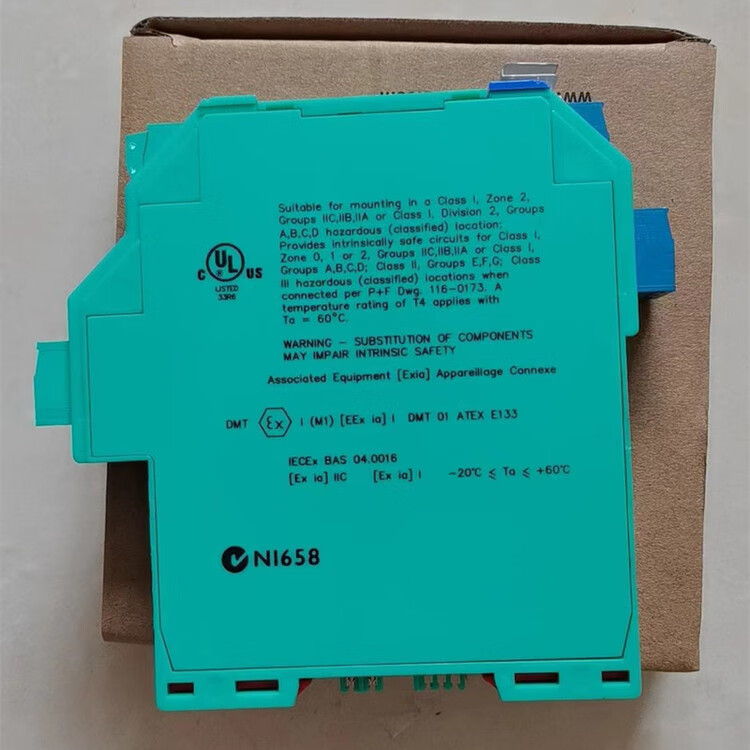 Suitable for mounting in a Class I, Zone 2,
Groups IIC,IIB,IIA or Class I, Division 2, Groups
A,B,C,D hazardous (classified) location;
Provides intrinsically safe circuits for Class I,
Zone 0, 1 or 2, Groups IIC,IIB,IIA or Class I,
Groups A,B,C,D; Class II, Groups E,F,G; Class
III hazardous (classified) locations when
connected per P+F Dwg. 116-0173. A
temperature rating of T4 applies with
Ta = 60°C.
C UL US
LISTED
33R6
WARNING - SUBSTITUTION OF COMPONENTS
MAY IMPAIR INTRINSIC SAFETY
Associated Equipment [Exia] Appareillage Connexe
DMT Ex I (M1) [EEx ia] I DMT 01 ATEX E133
IECEx BAS 04.0016
[Ex ia] IIC [Ex ia] I -20°C ≤ Ta ≤ +60°C
N1658